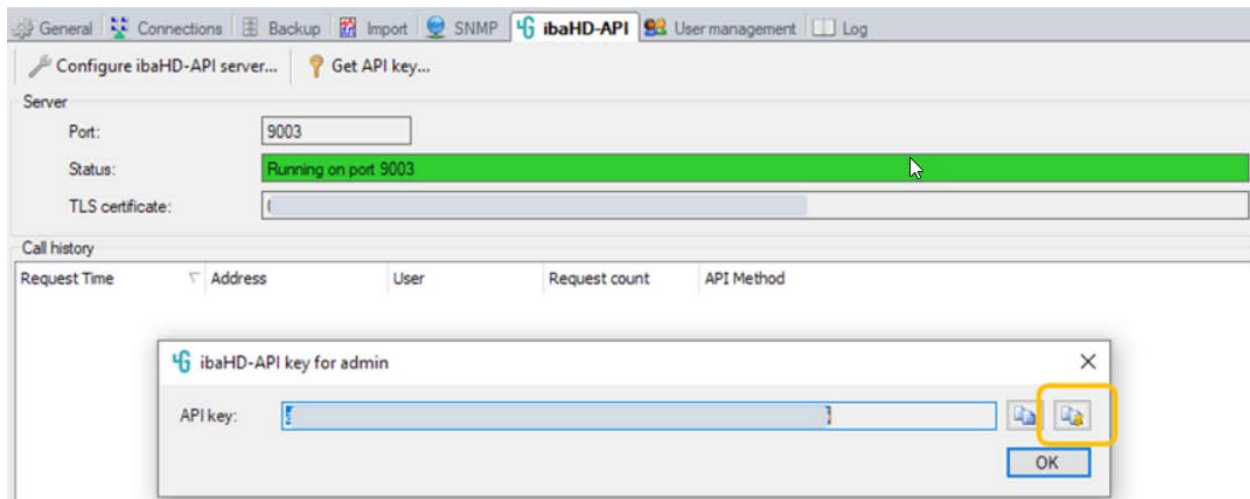 General Connections Backup Import SNMP ibaHD-API User management Log
Configure ibaHD-API server... Get API key...
Server
Port: 9003
Status: Running on port 9003
TLS certificate:
Call history
Request Time Address User Request count API Method
ibaHD-API key for admin
API key:
OK